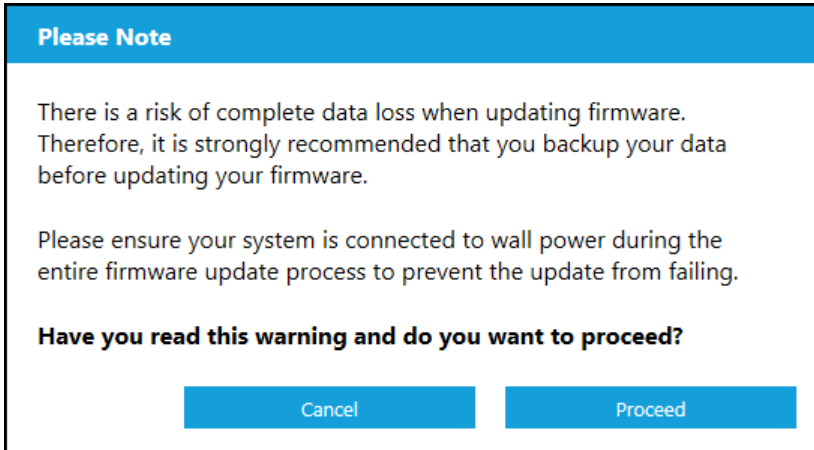 Please Note
There is a risk of complete data loss when updating firmware.
Therefore, it is strongly recommended that you backup your data
before updating your firmware.
Please ensure your system is connected to wall power during the
entire firmware update process to prevent the update from failing.
Have you read this warning and do you want to proceed?
Cancel
Proceed